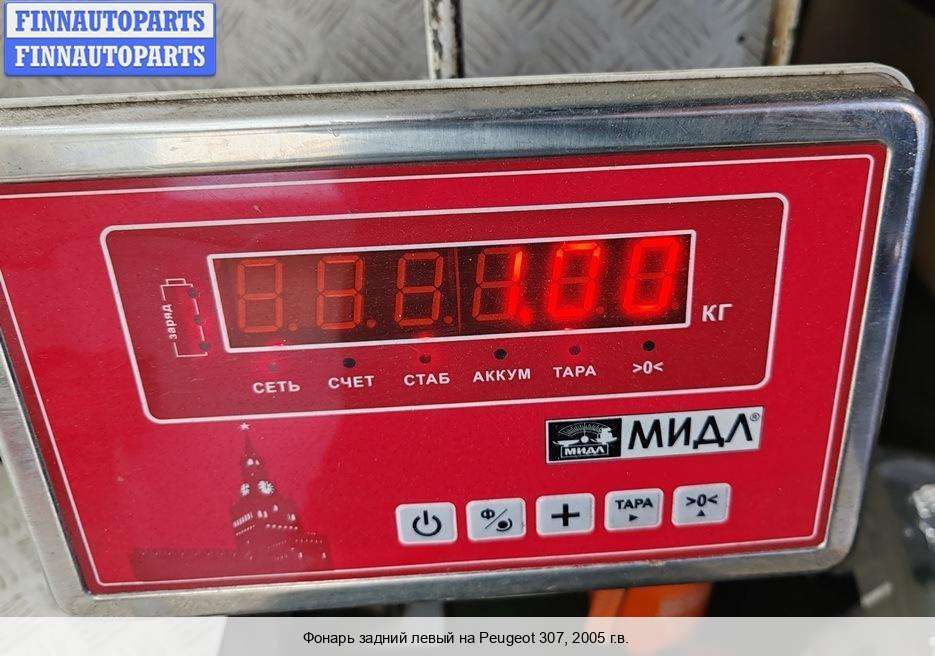 FINNAUTOPARTS
FINNAUTOPARTS
заряд
1.00 КГ
СЕТЬ СЧЕТ СТАБ АККУМ ТАРА >0<
МИДЛ МИДЛ®
Ф/ + ТАРА >0<
Фонарь задний левый на Peugeot 307, 2005 г.в.